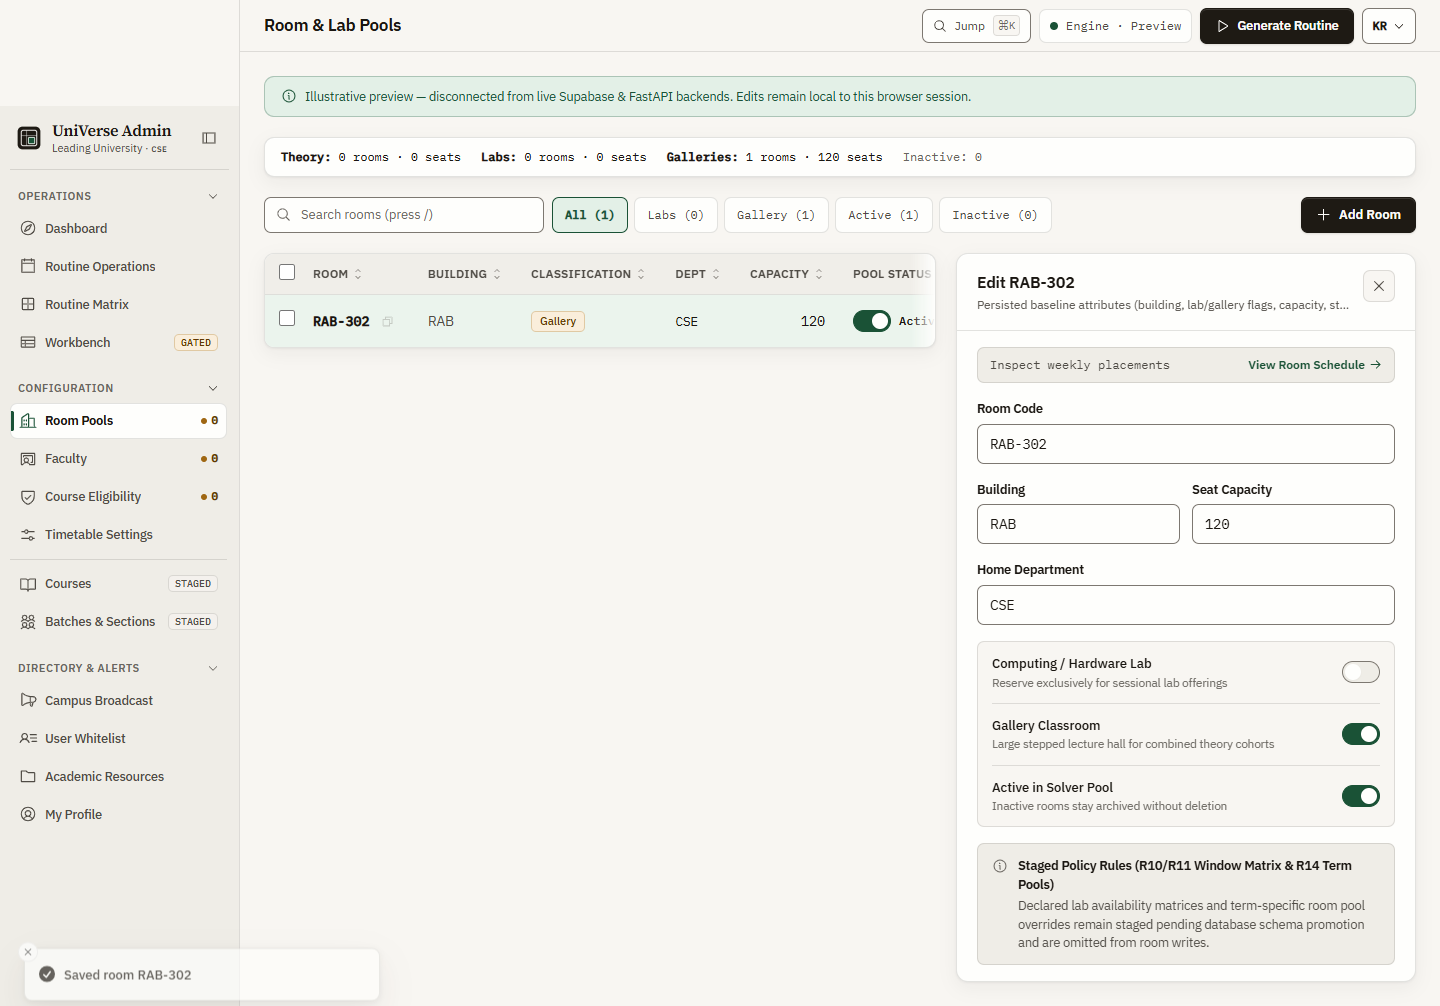 Room & Lab Pools
Jump ⌘K
Engine · Preview
Generate Routine
KR
UniVerse Admin
Leading University · CSE
OPERATIONS
Dashboard
Routine Operations
Routine Matrix
Workbench GATED
CONFIGURATION
Room Pools 0
Faculty 0
Course Eligibility 0
Timetable Settings
Courses STAGED
Batches & Sections STAGED
DIRECTORY & ALERTS
Campus Broadcast
User Whitelist
Academic Resources
My Profile
Illustrative preview — disconnected from live Supabase & FastAPI backends. Edits remain local to this browser session.
Theory: 0 rooms · 0 seats Labs: 0 rooms · 0 seats Galleries: 1 rooms · 120 seats Inactive: 0
Search rooms (press /)
All (1) Labs (0) Gallery (1) Active (1) Inactive (0)
Add Room
ROOM BUILDING CLASSIFICATION DEPT CAPACITY POOL STATUS
RAB-302 RAB Gallery CSE 120 Activ
Edit RAB-302
Persisted baseline attributes (building, lab/gallery flags, capacity, st...
Inspect weekly placements View Room Schedule →
Room Code
RAB-302
Building Seat Capacity
RAB 120
Home Department
CSE
Computing / Hardware Lab
Reserve exclusively for sessional lab offerings
Gallery Classroom
Large stepped lecture hall for combined theory cohorts
Active in Solver Pool
Inactive rooms stay archived without deletion
Staged Policy Rules (R10/R11 Window Matrix & R14 Term
Pools)
Declared lab availability matrices and term-specific room pool
overrides remain staged pending database schema promotion
and are omitted from room writes.
Saved room RAB-302